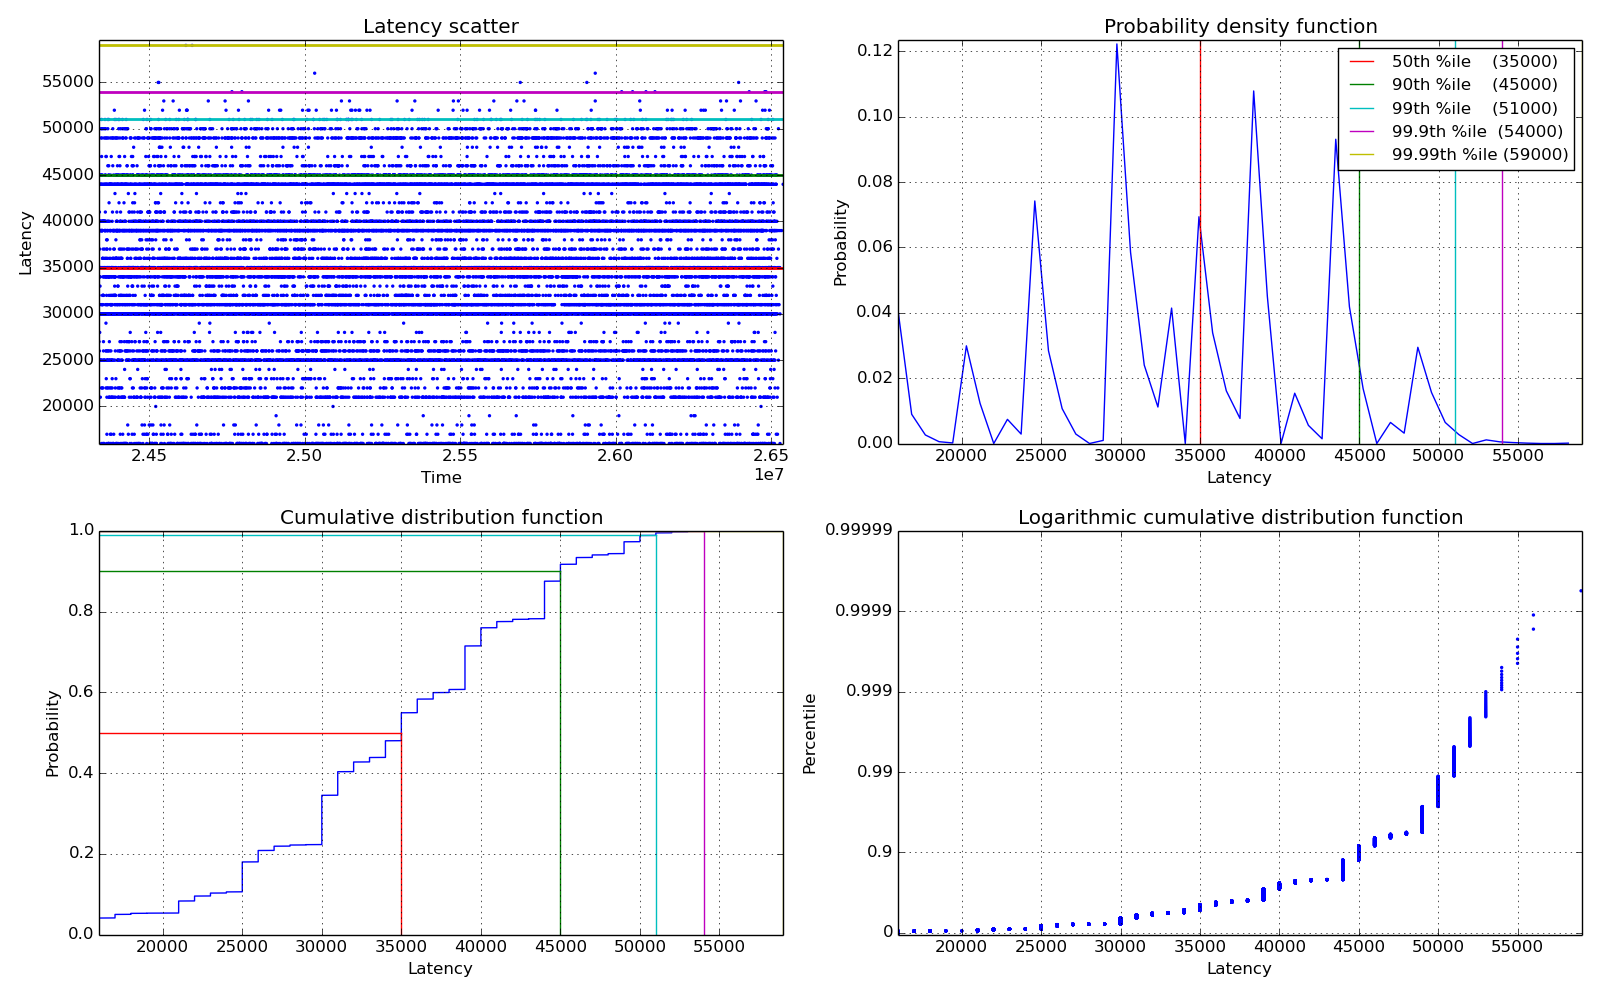 Latency scatter
55000
50000
45000
40000
35000
30000
25000
20000
Latency
2.45 2.50 2.55 2.60 2.65
1e7
Time
Probability density function
0.12
0.10
0.08
0.06
0.04
0.02
0.00
Probability
50th %ile (35000)
90th %ile (45000)
99th %ile (51000)
99.9th %ile (54000)
99.99th %ile (59000)
20000 25000 30000 35000 40000 45000 50000 55000
Latency
Cumulative distribution function
1.0
0.8
0.6
0.4
0.2
0.0
Probability
20000 25000 30000 35000 40000 45000 50000 55000
Latency
Logarithmic cumulative distribution function
0.99999
0.9999
0.999
0.99
0.9
0
Percentile
20000 25000 30000 35000 40000 45000 50000 55000
Latency